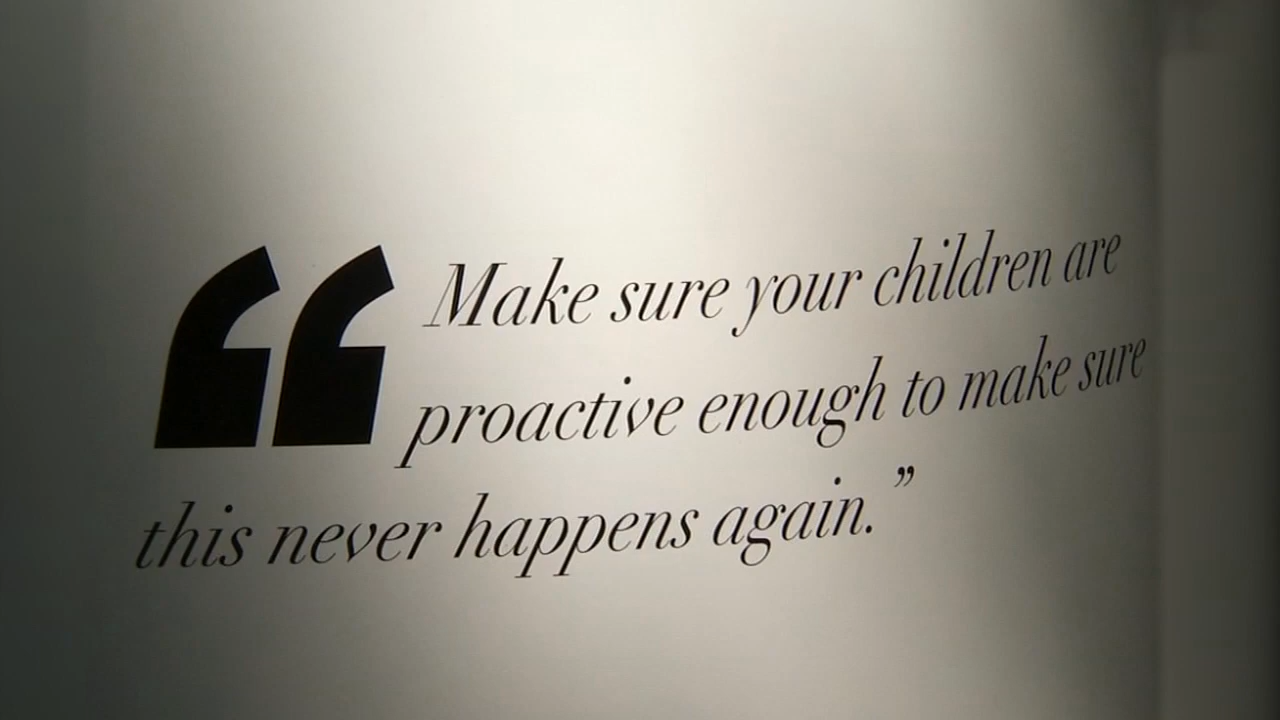 “Make sure your children are
proactive enough to make sure
this never happens again.”